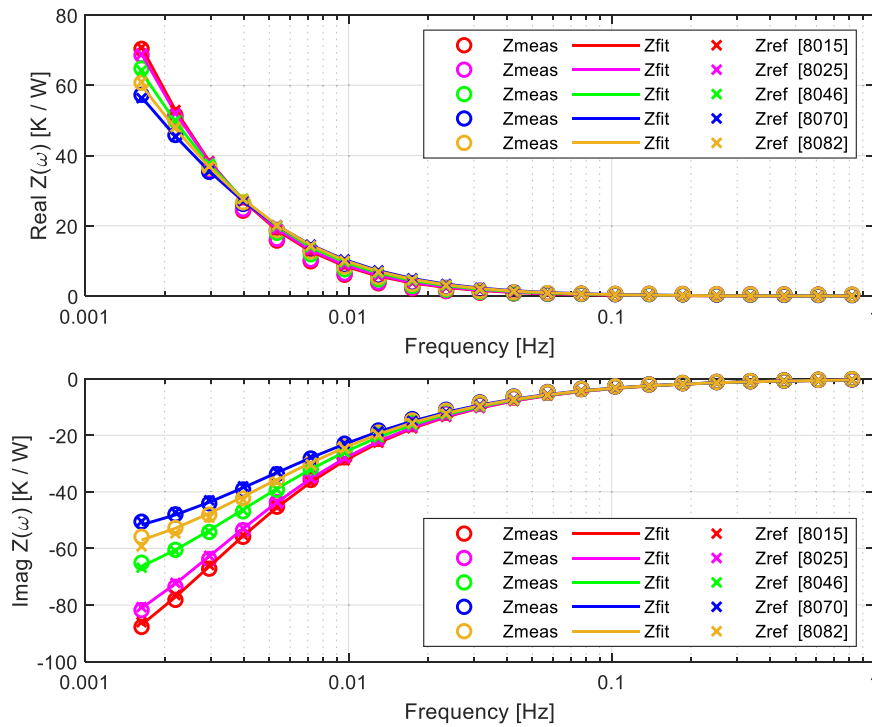 80
60
40
20
0
Real Z(ω) [K / W]
Zmeas Zfit Zref [8015]
Zmeas Zfit Zref [8025]
Zmeas Zfit Zref [8046]
Zmeas Zfit Zref [8070]
Zmeas Zfit Zref [8082]
0.001 0.01 0.1 1
Frequency [Hz]
0
-20
-40
-60
-80
-100
Imag Z(ω) [K / W]
Zmeas Zfit Zref [8015]
Zmeas Zfit Zref [8025]
Zmeas Zfit Zref [8046]
Zmeas Zfit Zref [8070]
Zmeas Zfit Zref [8082]
0.001 0.01 0.1 1
Frequency [Hz]